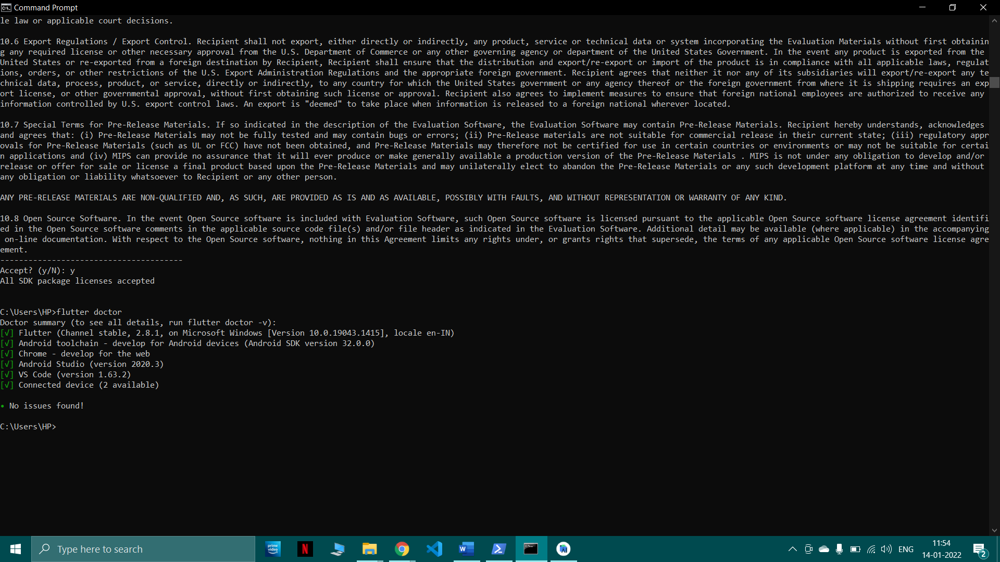 Command Prompt
le law or applicable court decisions.
10.6 Export Regulations / Export Control. Recipient shall not export, either directly or indirectly, any product, service or technical data or system incorporating the Evaluation Materials without first obtainin
g any required license or other necessary approval from the U.S. Department of Commerce or any other governing agency or department of the United States Government. In the event any product is exported from the
United States or re-exported from a foreign destination by Recipient, Recipient shall ensure that the distribution and export/re-export or import of the product is in compliance with all applicable laws, regulat
ions, orders, or other restrictions of the U.S. Export Administration Regulations and the appropriate foreign government. Recipient agrees that neither it nor any of its subsidiaries will export/re-export any te
chnical data, process, product, or service, directly or indirectly, to any country for which the United States government or any agency thereof or the foreign government from where it is shipping requires an exp
ort license, or other governmental approval, without first obtaining such license or approval. Recipient also agrees to implement measures to ensure that foreign national employees are authorized to receive any
information controlled by U.S. export control laws. An export is "deemed" to take place when information is released to a foreign national wherever located.
10.7 Special Terms for Pre-Release Materials. If so indicated in the description of the Evaluation Software, the Evaluation Software may contain Pre-Release Materials. Recipient hereby understands, acknowledges
and agrees that: (i) Pre-Release Materials may not be fully tested and may contain bugs or errors; (ii) Pre-Release materials are not suitable for commercial release in their current state; (iii) regulatory appr
ovals for Pre-Release Materials (such as UL or FCC) have not been obtained, and Pre-Release Materials may therefore not be certified for use in certain countries or environments or may not be suitable for certai
n applications and (iv) MIPS can provide no assurance that it will ever produce or make generally available a production version of the Pre-Release Materials . MIPS is not under any obligation to develop and/or
release or offer for sale or license a final product based upon the Pre-Release Materials and may unilaterally elect to abandon the Pre-Release Materials or any such development platform at any time and without
any obligation or liability whatsoever to Recipient or any other person.
ANY PRE-RELEASE MATERIALS ARE NON-QUALIFIED AND, AS SUCH, ARE PROVIDED AS IS AND AS AVAILABLE, POSSIBLY WITH FAULTS, AND WITHOUT REPRESENTATION OR WARRANTY OF ANY KIND.
10.8 Open Source Software. In the event Open Source software is included with Evaluation Software, such Open Source software is licensed pursuant to the applicable Open Source software license agreement identifi
ed in the Open Source software comments in the applicable source code file(s) and/or file header as indicated in the Evaluation Software. Additional detail may be available (where applicable) in the accompanying
on-line documentation. With respect to the Open Source software, nothing in this Agreement limits any rights under, or grants rights that supersede, the terms of any applicable Open Source software license agre
ement.
---------------------------------------
Accept? (y/N): y
All SDK package licenses accepted
C:\Users\HP>flutter doctor
Doctor summary (to see all details, run flutter doctor -v):
[√] Flutter (Channel stable, 2.8.1, on Microsoft Windows [Version 10.0.19043.1415], locale en-IN)
[√] Android toolchain - develop for Android devices (Android SDK version 32.0.0)
[√] Chrome - develop for the web
[√] Android Studio (version 2020.3)
[√] VS Code (version 1.63.2)
[√] Connected device (2 available)
• No issues found!
C:\Users\HP>
Type here to search
prime video
N
W
ENG
11:54
14-01-2022
2